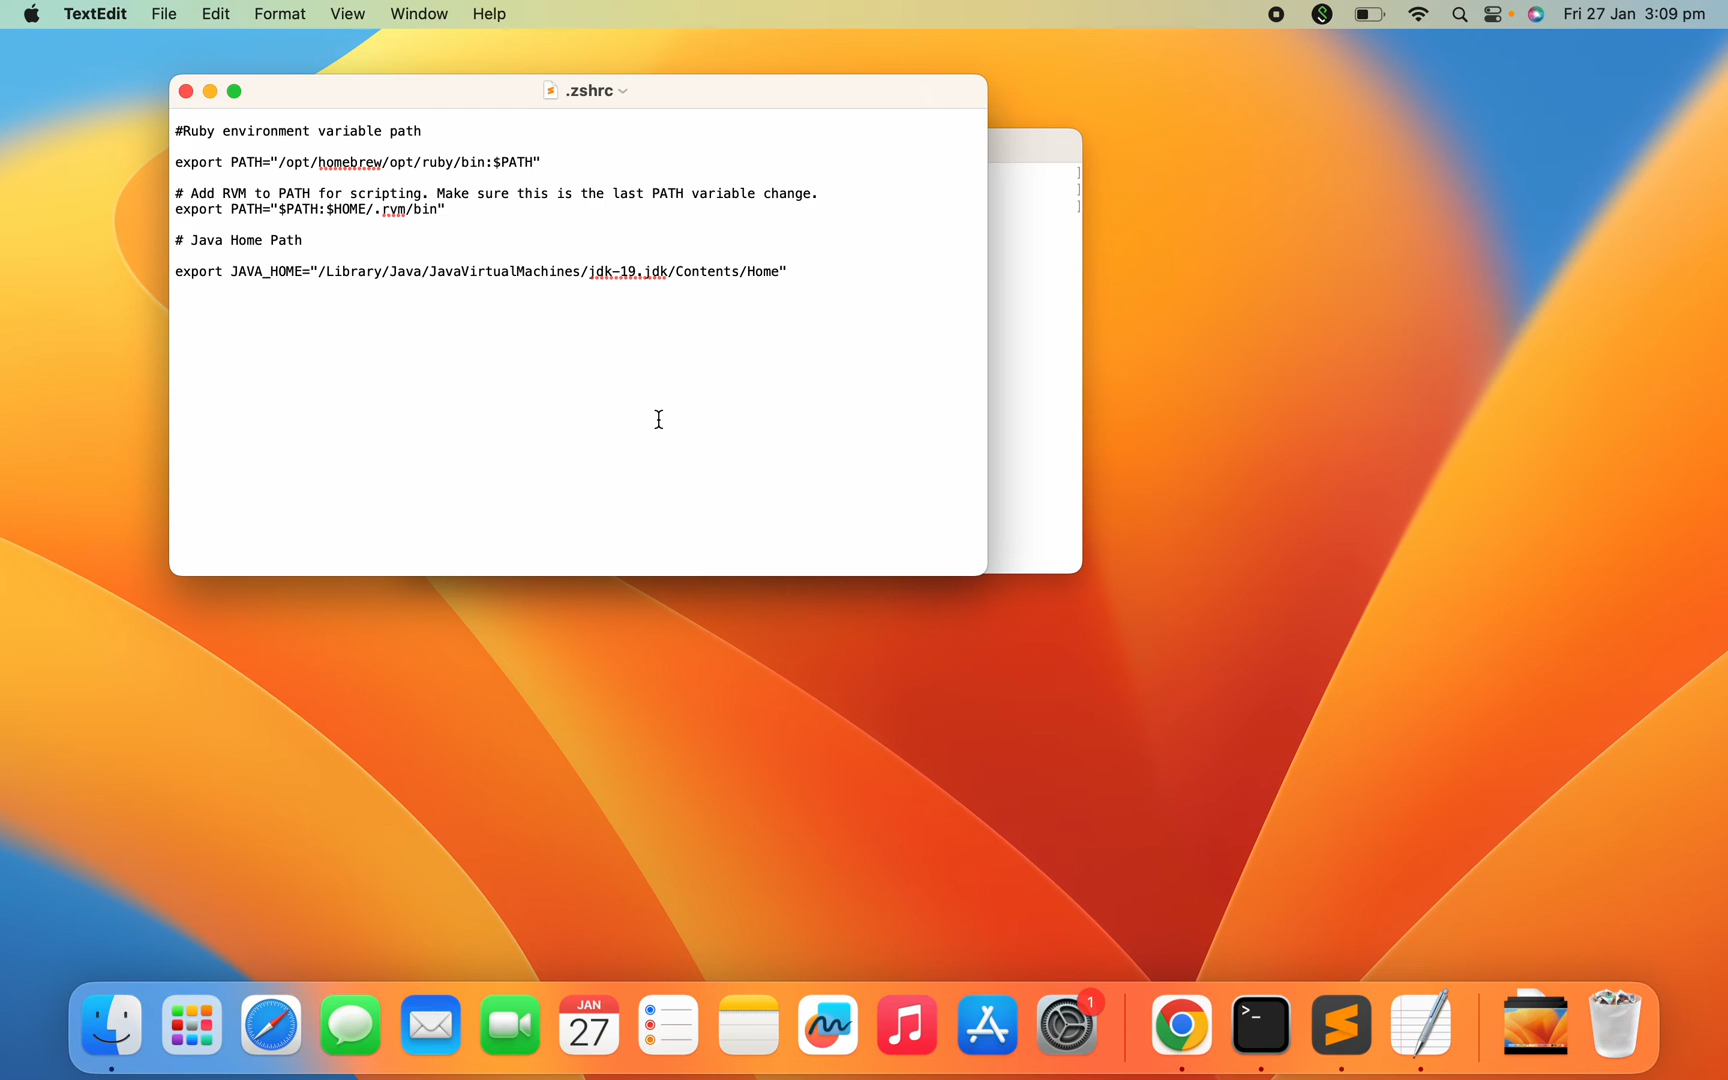 TextEdit File Edit Format View Window Help
Fri 27 Jan 3:09 pm
.zshrc
#Ruby environment variable path
export PATH="/opt/homebrew/opt/ruby/bin:$PATH"
# Add RVM to PATH for scripting. Make sure this is the last PATH variable change.
export PATH="$PATH:$HOME/.rvm/bin"
# Java Home Path
export JAVA_HOME="/Library/Java/JavaVirtualMachines/jdk-19.jdk/Contents/Home"
]
]
]
JAN
27
1
>_